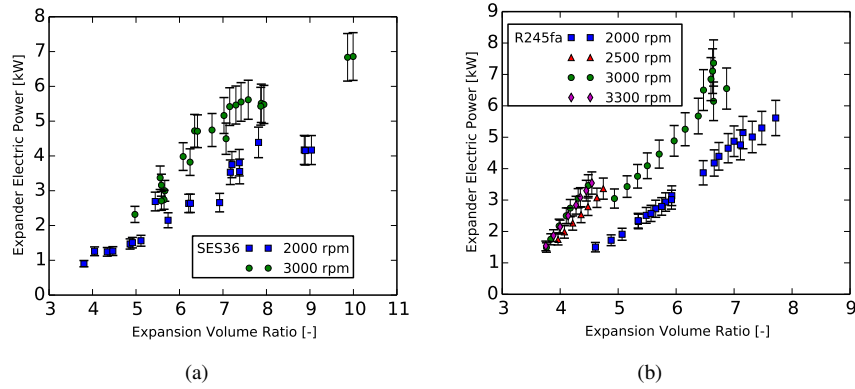 8
7
6
5
4
3
2
1
0
Expander Electric Power [kW]
SES36 2000 rpm
3000 rpm
3 4 5 6 7 8 9 10 11
Expansion Volume Ratio [-]
(a)
9
8
7
6
5
4
3
2
1
0
Expander Electric Power [kW]
R245fa 2000 rpm
2500 rpm
3000 rpm
3300 rpm
3 4 5 6 7 8 9
Expansion Volume Ratio [-]
(b)